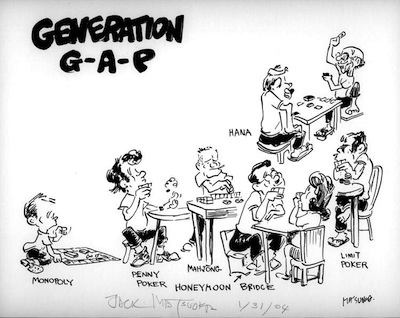 GENERATION
G-A-P
HANA
MONOPOLY
PENNY
POKER
MAHJONG
HONEYMOON BRIDGE
LIMIT
POKER
JACK MATSUOKA 1/31/04
MATSUOKA